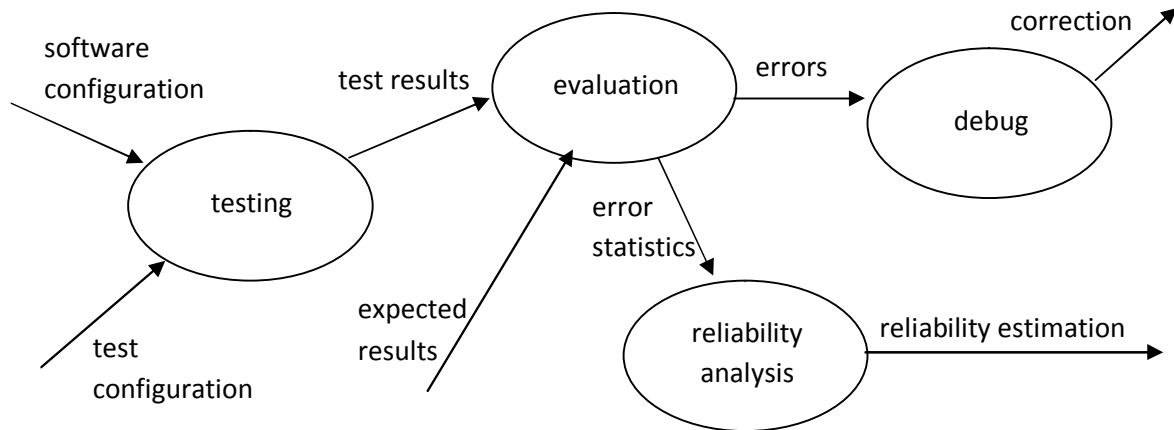 correction
software
configuration
test results
evaluation
errors
debug
testing
error
statistics
expected
results
reliability
analysis
reliability estimation
test
configuration